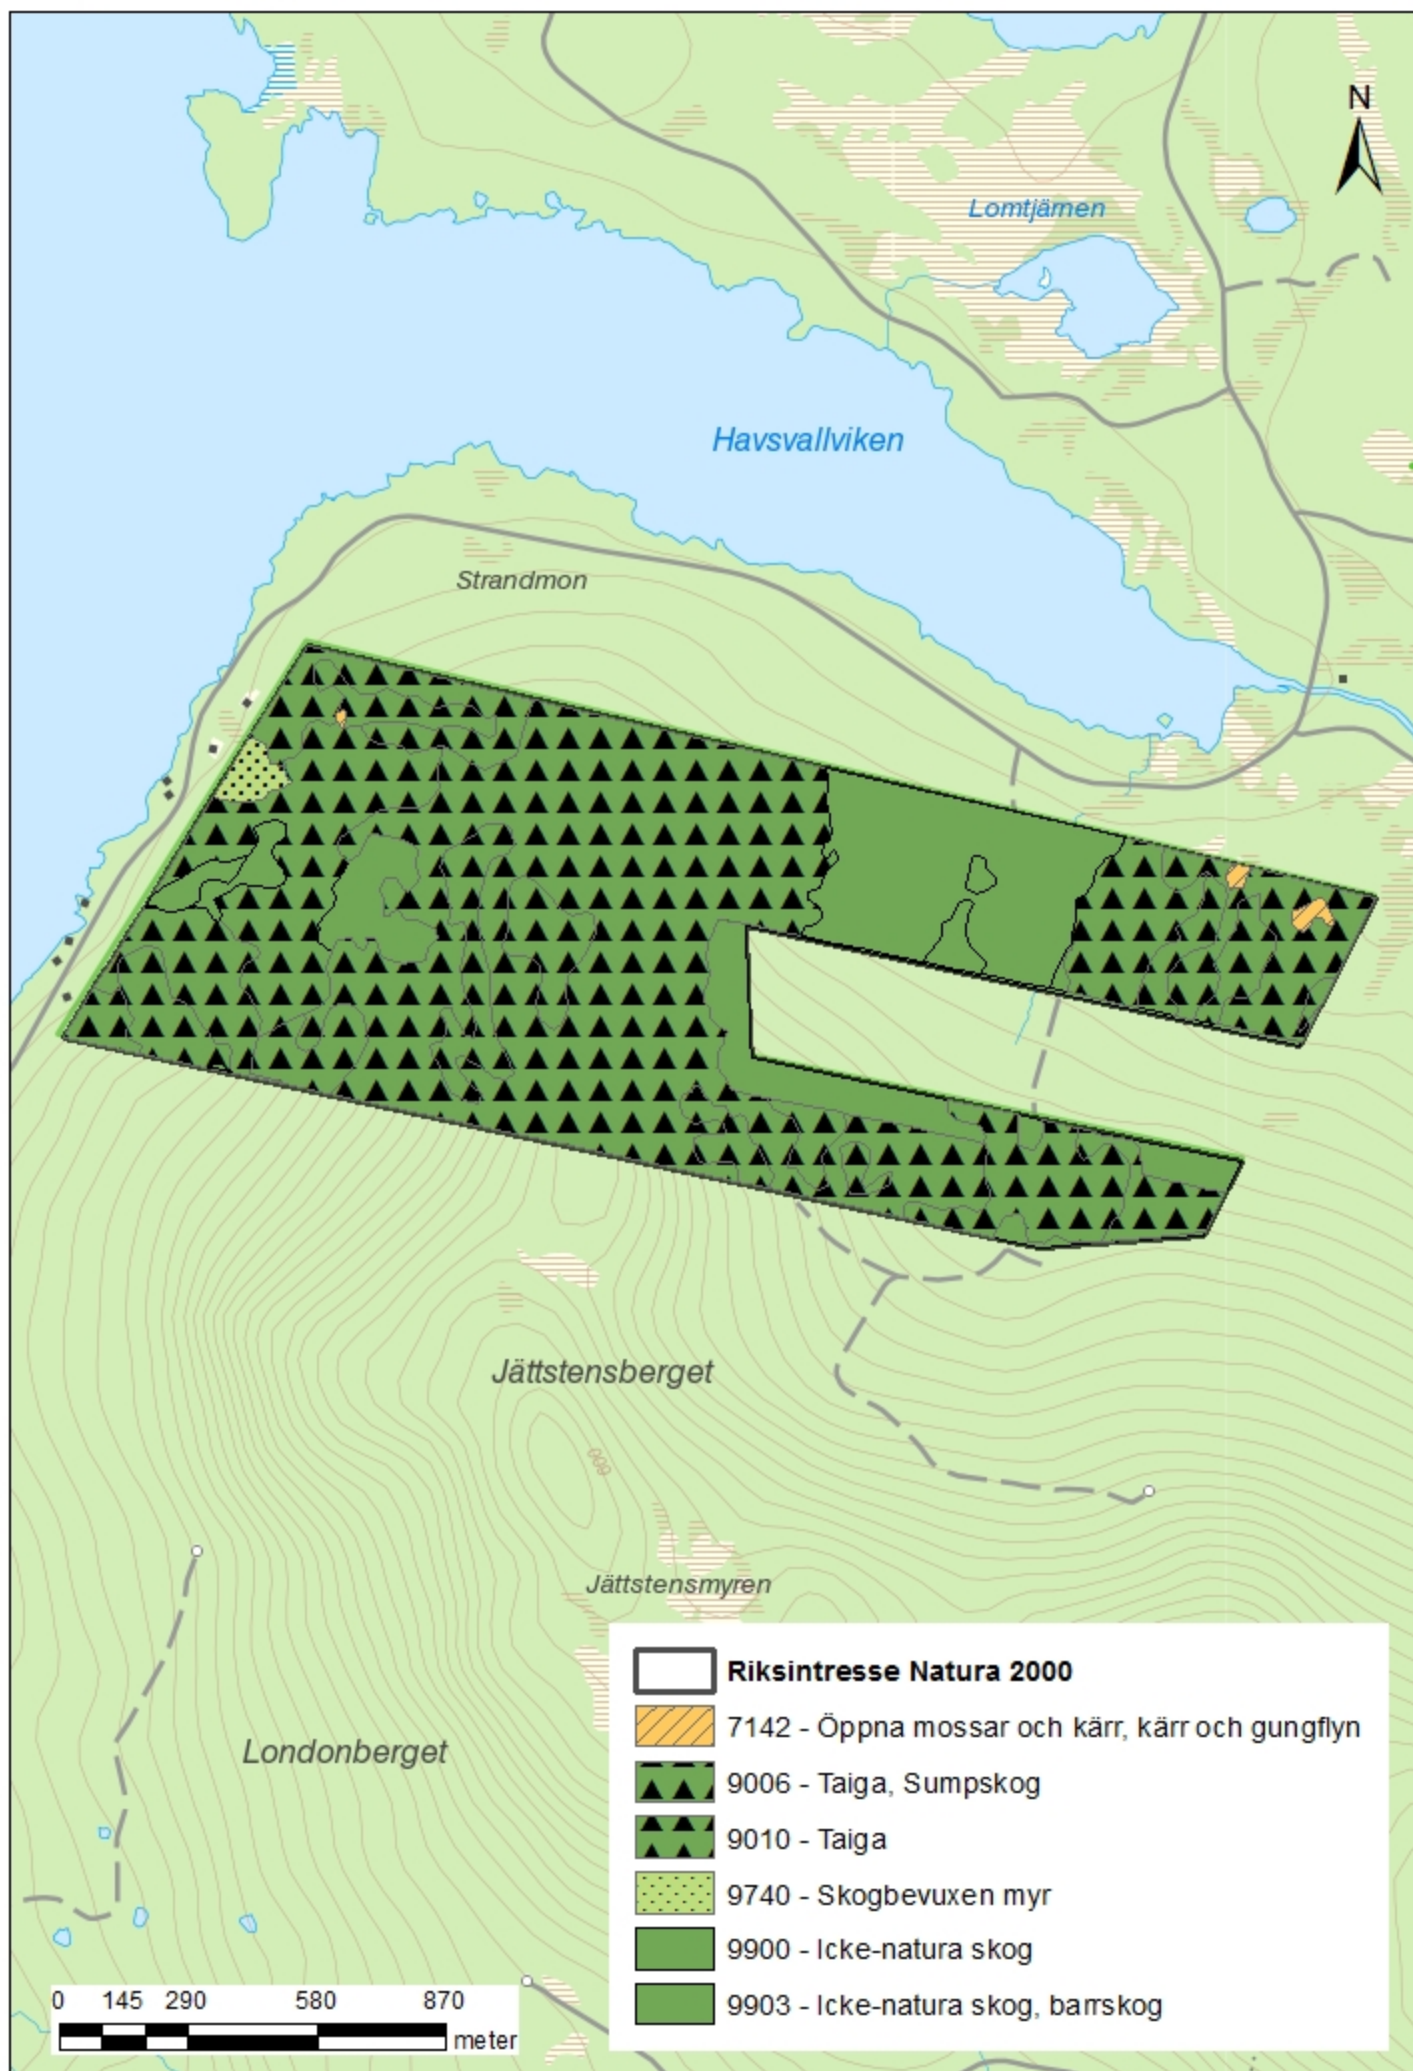 N
Lomtjärnen
Havsvallviken
Strandmon
Jättstensberget
600
Jättstensmyren
Londonberget
Riksintresse Natura 2000
7142 - Öppna mossar och kärr, kärr och gungflyn
9006 - Taiga, Sumpskog
9010 - Taiga
9740 - Skogbevuxen myr
9900 - Icke-natura skog
9903 - Icke-natura skog, barrskog
0 145 290 580 870
meter